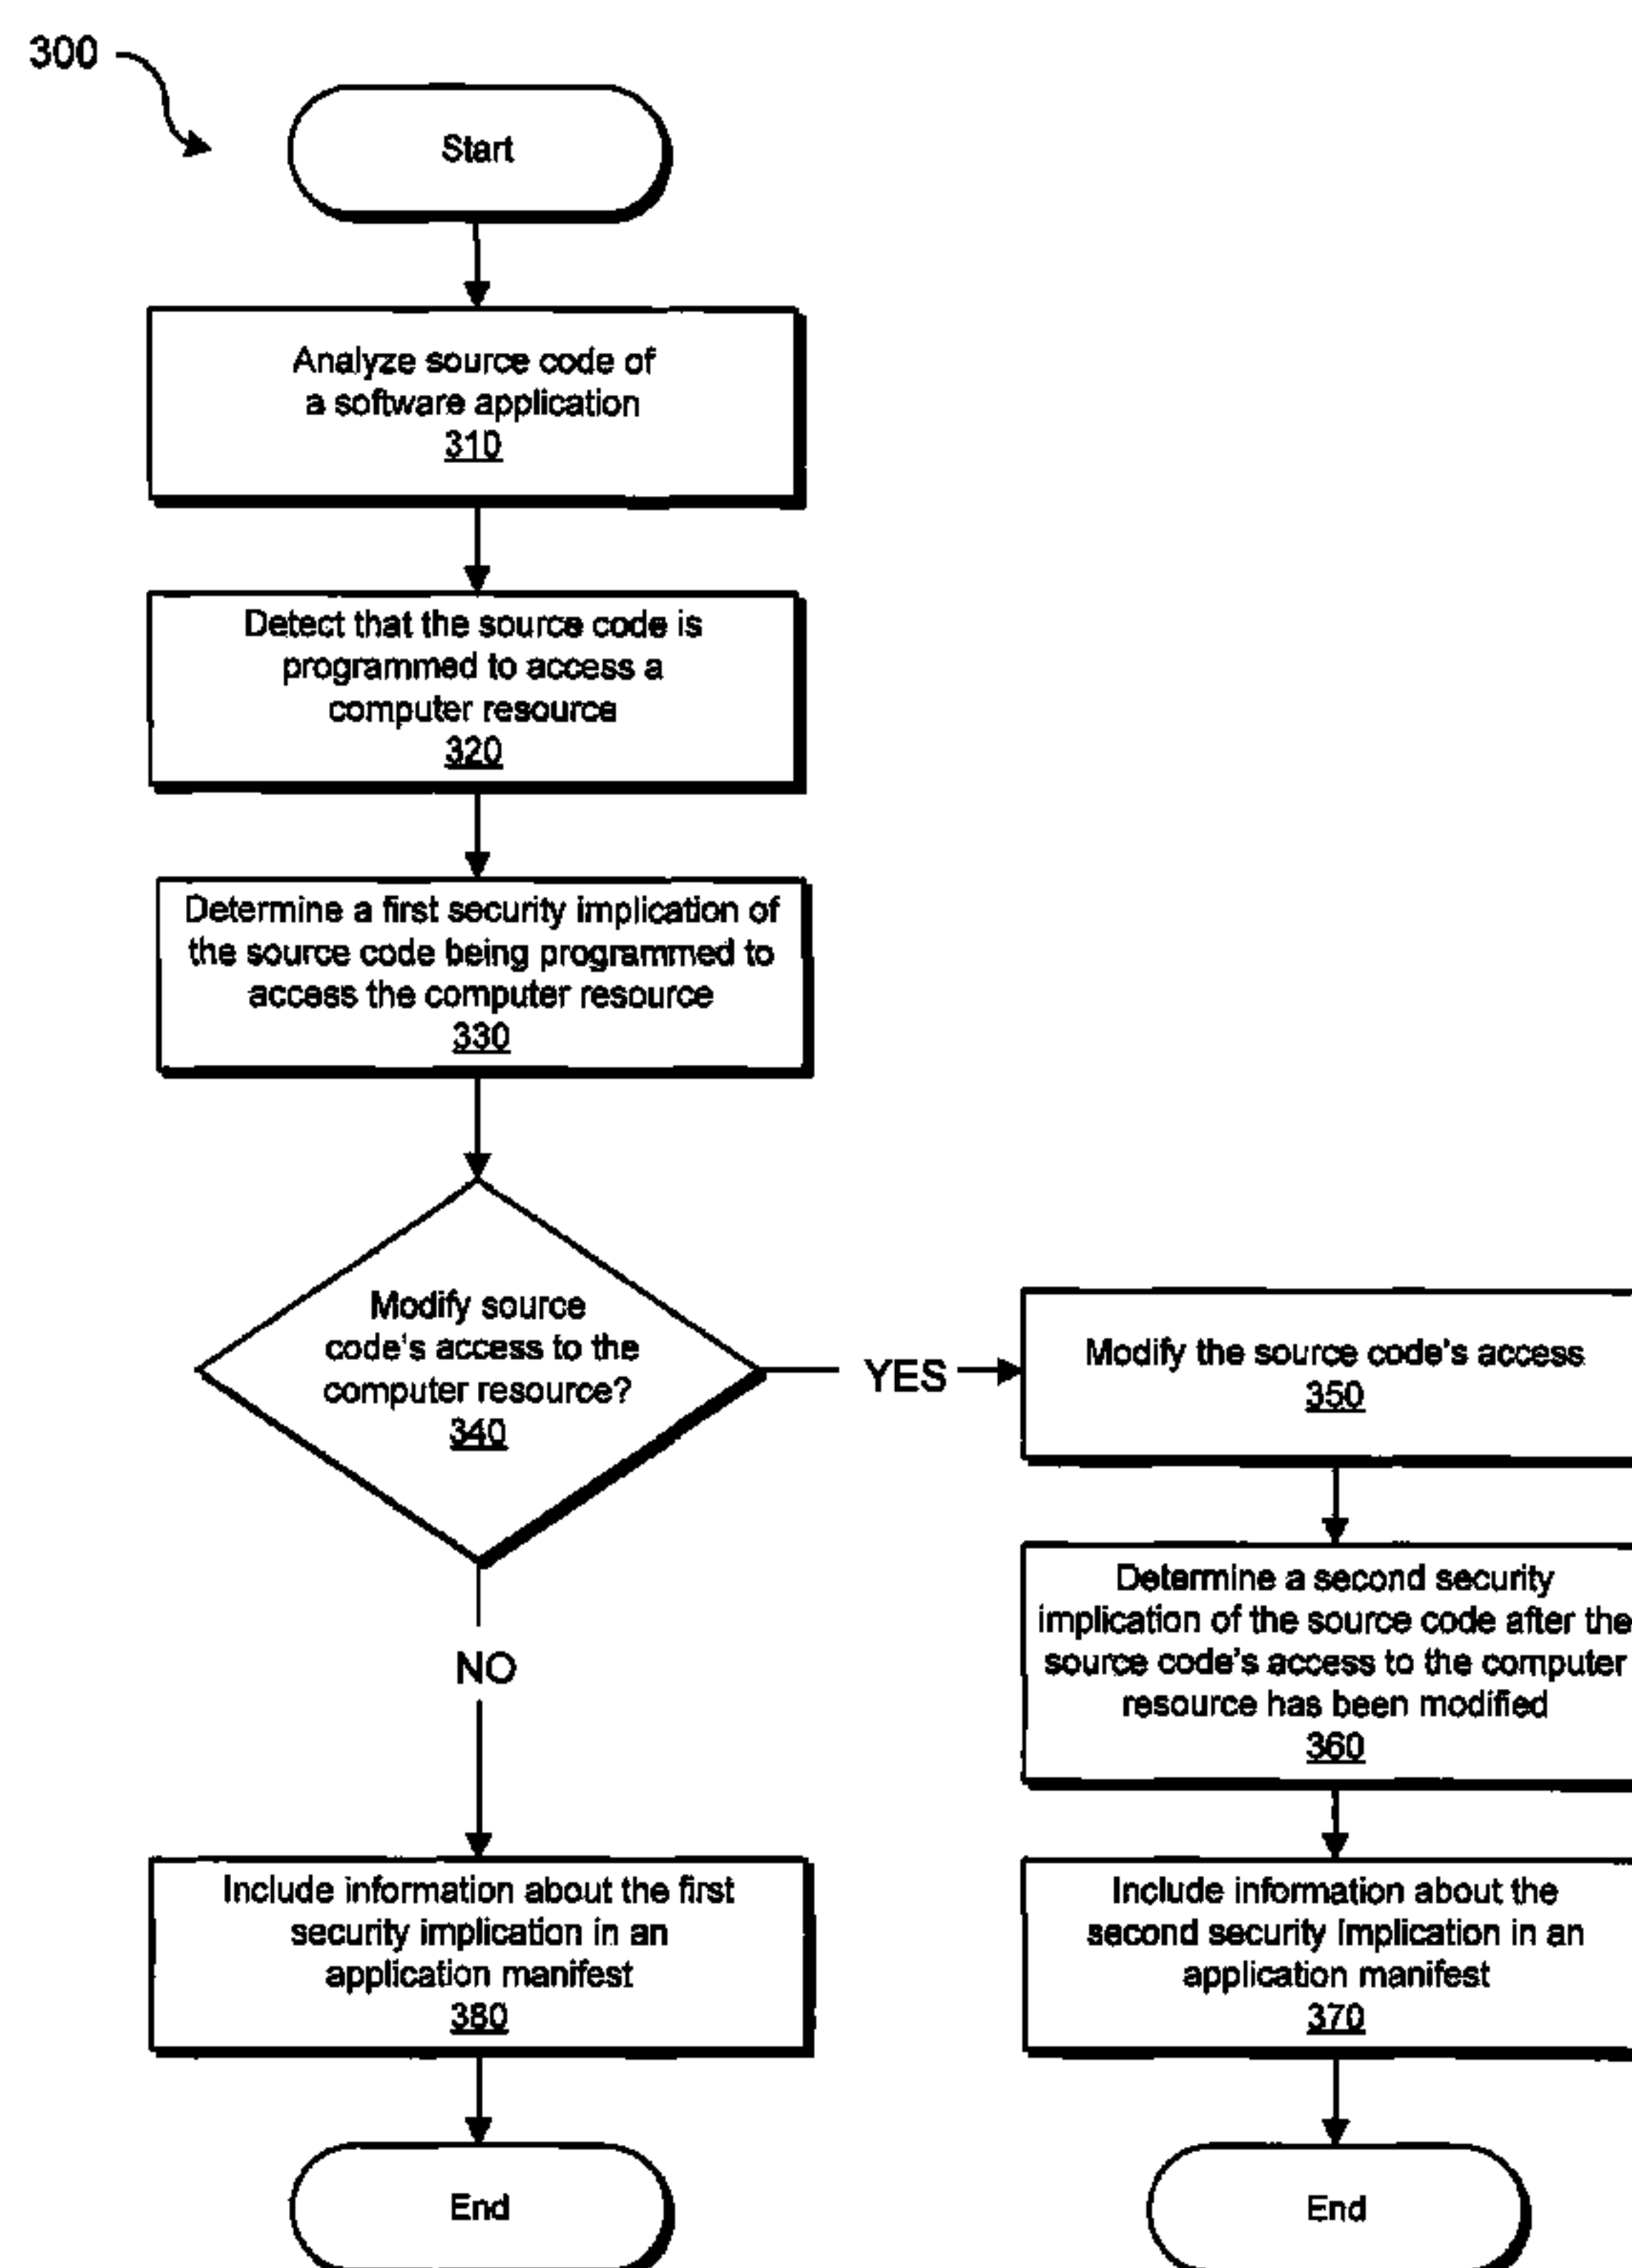 300
Start
Analyze source code of
a software application
310
Detect that the source code is
programmed to access a
computer resource
320
Determine a first security implication of
the source code being programmed to
access the computer resource
330
Modify source
code's access to the
computer resource?
340
YES
Modify the source code's access
350
Determine a second security
implication of the source code after the
source code's access to the computer
resource has been modified
360
NO
Include information about the first
security implication in an
application manifest
380
Include information about the
second security implication in an
application manifest
370
End
End